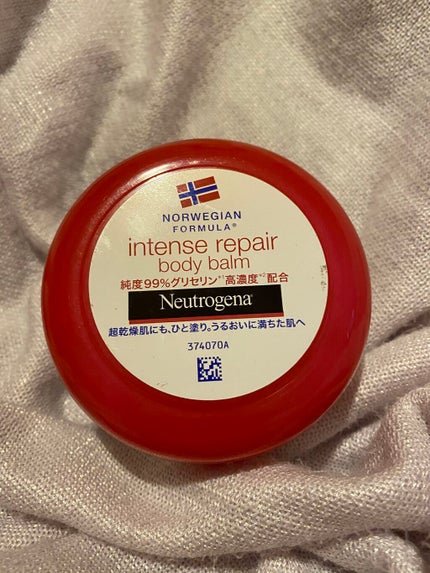 NORWEGIAN
FORMULA®
intense repair
body balm
純度99%グリセリン*¹高濃度*²配合
Neutrogena®
超乾燥肌にも、ひと塗り。うるおいに満ちた肌へ
374070A